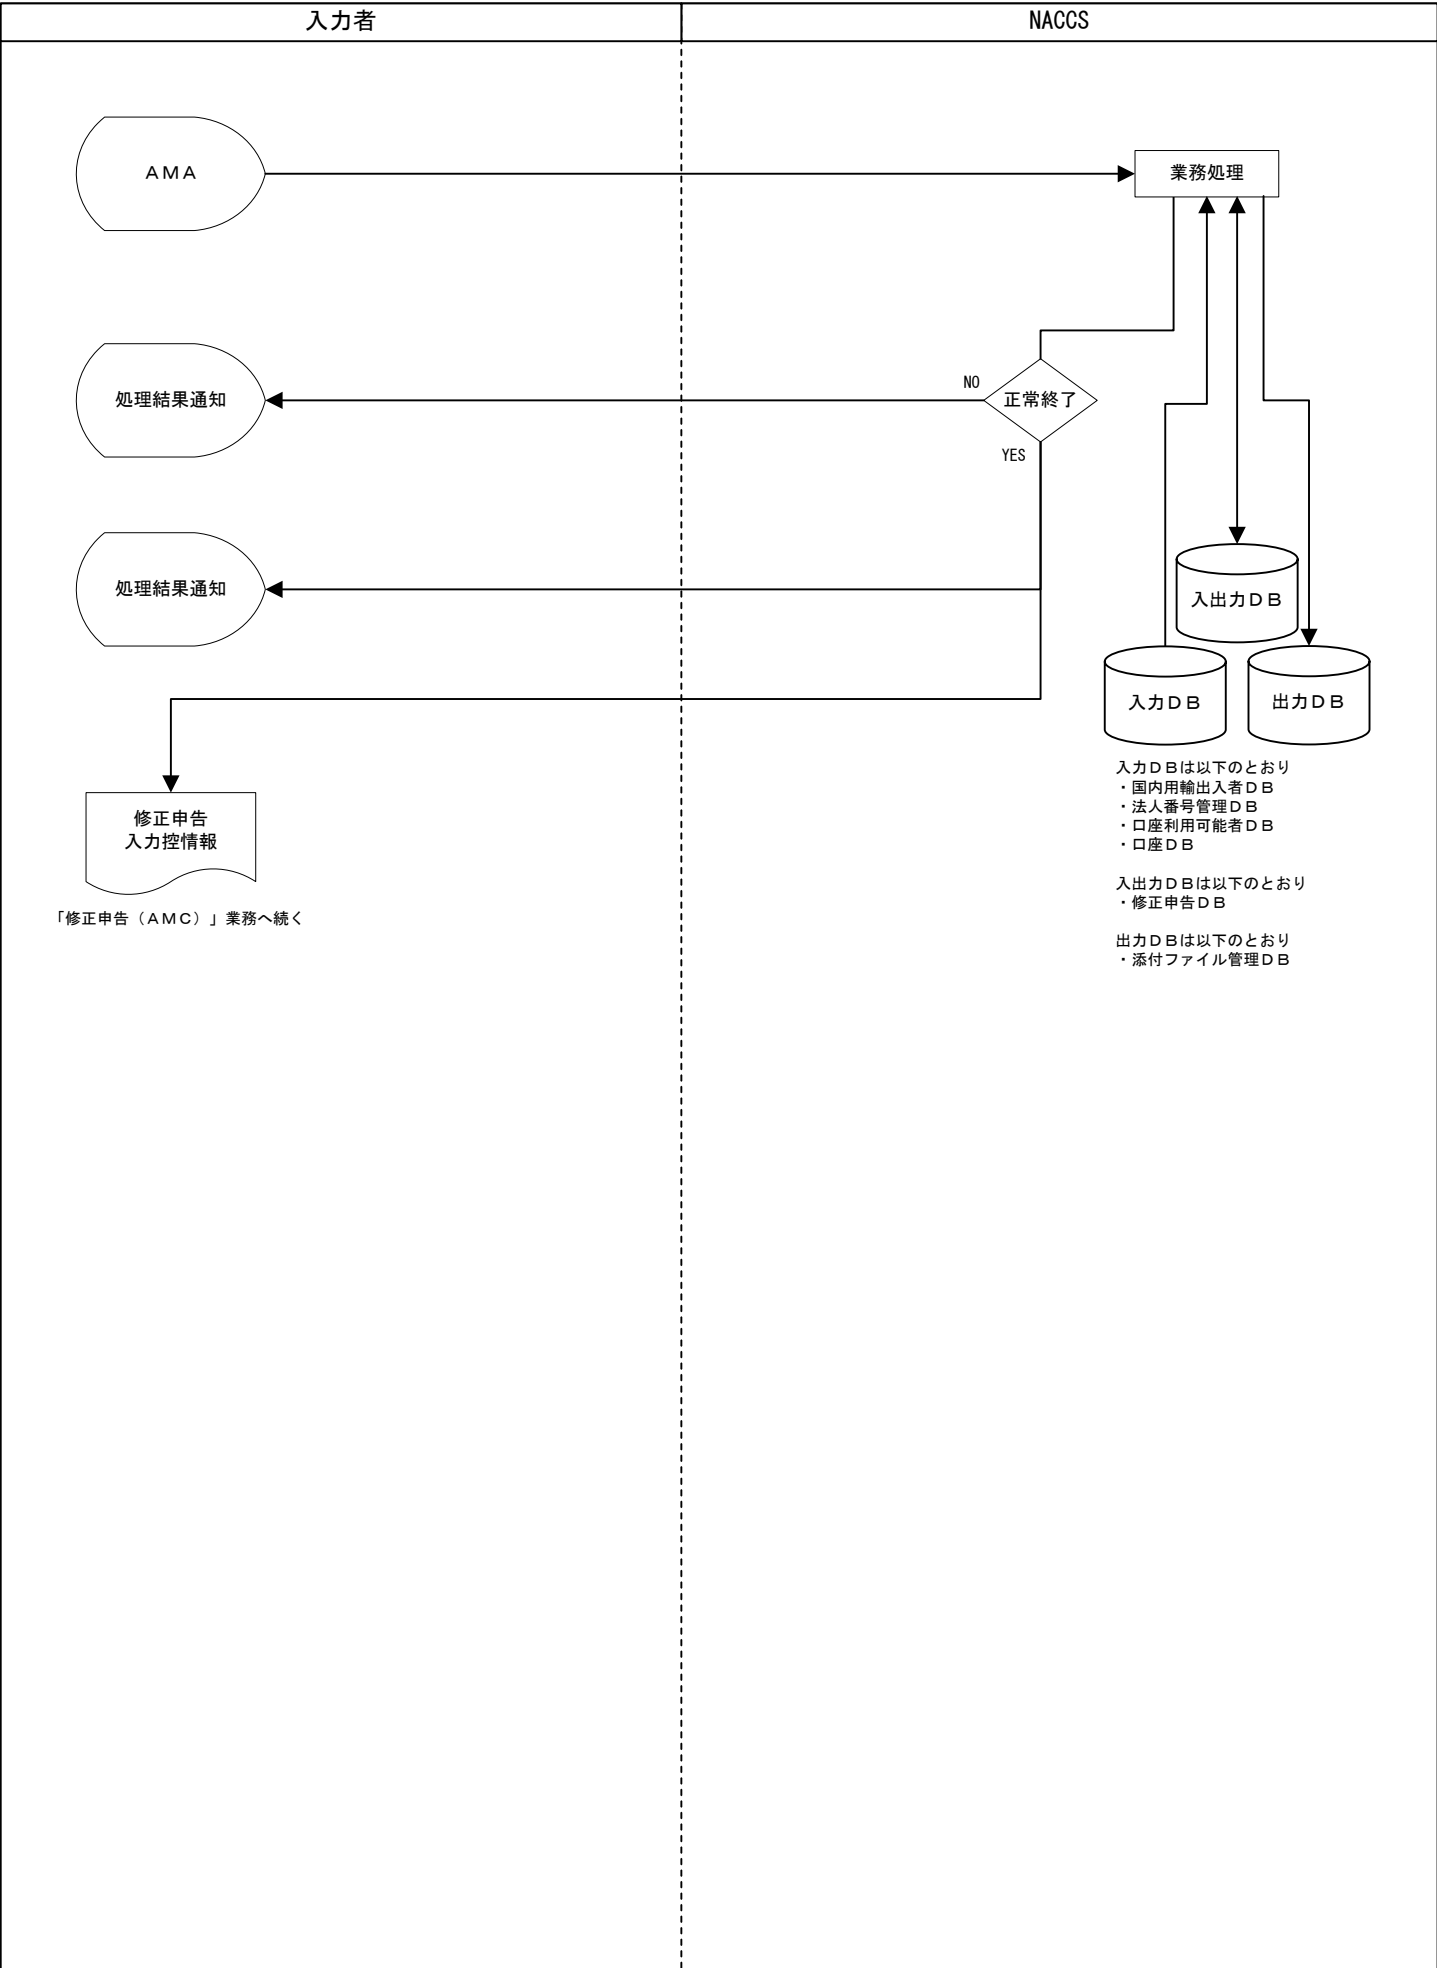 入力者
NACCS
ＡＭＡ
業務処理
処理結果通知
NO
正常終了
YES
処理結果通知
入出力ＤＢ
入力ＤＢ
出力ＤＢ
修正申告
入力控情報
「修正申告（ＡＭＣ）」業務へ続く
入力ＤＢは以下のとおり
・国内用輸出入者ＤＢ
・法人番号管理ＤＢ
・口座利用可能者ＤＢ
・口座ＤＢ
入出力ＤＢは以下のとおり
・修正申告ＤＢ
出力ＤＢは以下のとおり
・添付ファイル管理ＤＢ